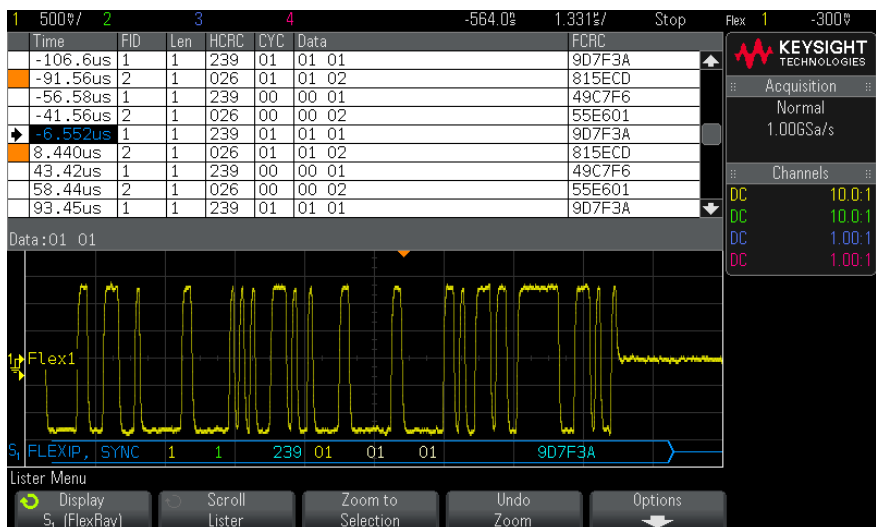 1 500♉/ 2 3 4 -564.0♑ 1.331♑/ Stop Flex 1 -300♉
Time FID Len HCRC CYC Data FCRC
-106.6us 1 1 239 01 01 01 9D7F3A
-91.56us 2 1 026 01 01 02 815ECD
-56.58us 1 1 239 00 00 01 49C7F6
-41.56us 2 1 026 00 00 02 55E601
-6.552us 1 1 239 01 01 01 9D7F3A
8.440us 2 1 026 01 01 02 815ECD
43.42us 1 1 239 00 00 01 49C7F6
58.44us 2 1 026 00 00 02 55E601
93.45us 1 1 239 01 01 01 9D7F3A
KEYSIGHT
TECHNOLOGIES
Acquisition
Normal
1.00GSa/s
Channels
DC 10.0:1
DC 10.0:1
DC 1.00:1
DC 1.00:1
Data:01 01
1 Flex1
S1 FLEXIP, SYNC 1 1 239 01 01 01 9D7F3A
Lister Menu
Display Scroll Zoom to Undo Options
S1 (FlexRay) Lister Selection Zoom